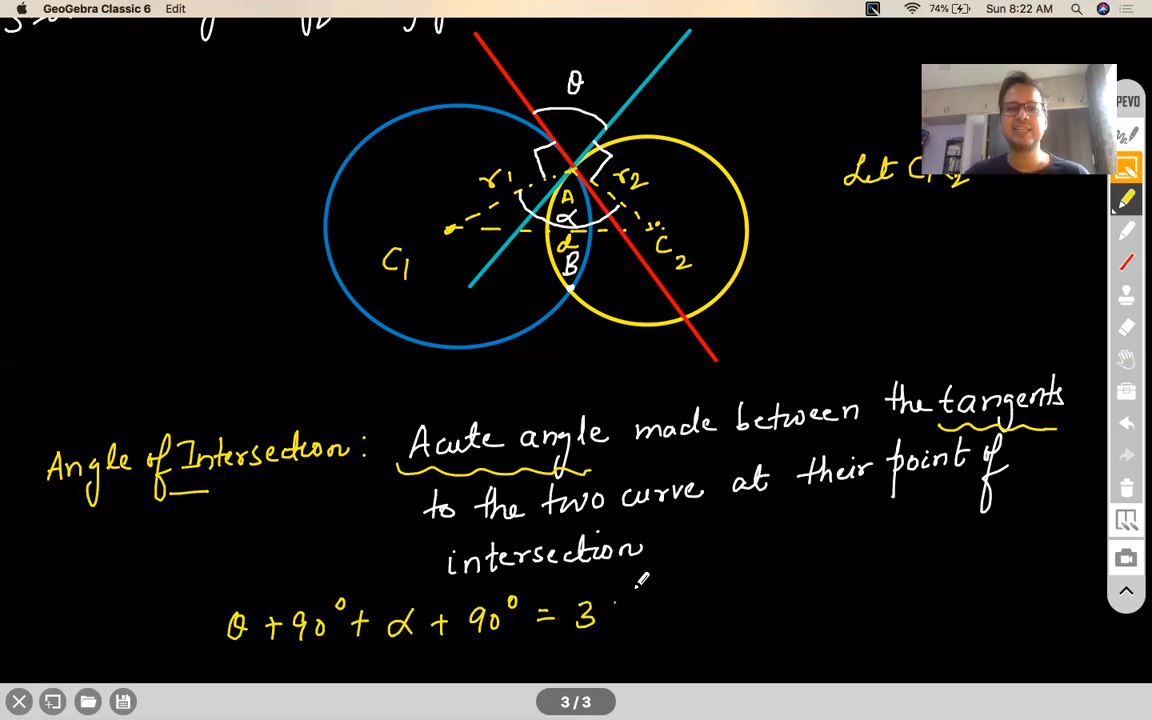 GeoGebra Classic 6 Edit 74% Sun 8:22 AM
θ
r1 r2
A
α
d
B
C1
C2
Let C1
IPEVO
Angle of Intersection: Acute angle made between the tangents
to the two curve at their point of
intersection
θ + 90° + α + 90° = 3
3/3